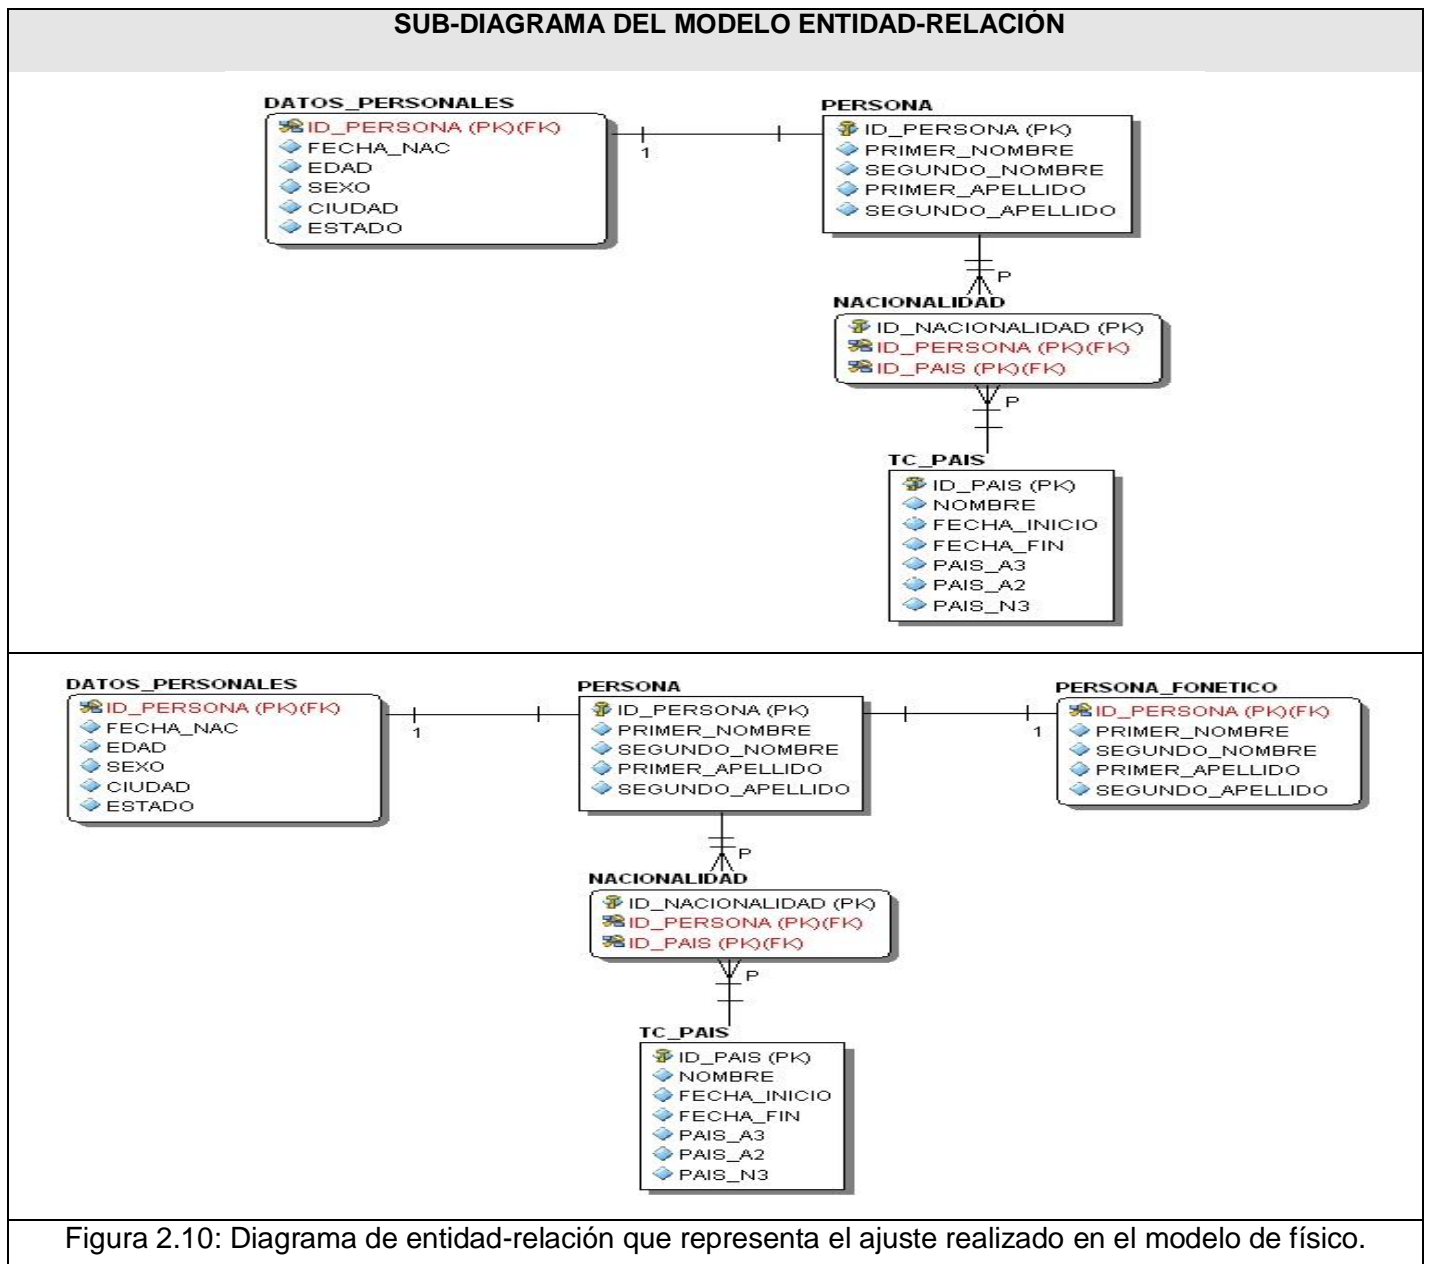 SUB-DIAGRAMA DEL MODELO ENTIDAD-RELACIÓN
DATOS_PERSONALES
ID_PERSONA (PK)(FK)
FECHA_NAC
EDAD
SEXO
CIUDAD
ESTADO
1
PERSONA
ID_PERSONA (PK)
PRIMER_NOMBRE
SEGUNDO_NOMBRE
PRIMER_APELLIDO
SEGUNDO_APELLIDO
P
NACIONALIDAD
ID_NACIONALIDAD (PK)
ID_PERSONA (PK)(FK)
ID_PAIS (PK)(FK)
P
TC_PAIS
ID_PAIS (PK)
NOMBRE
FECHA_INICIO
FECHA_FIN
PAIS_A3
PAIS_A2
PAIS_N3
DATOS_PERSONALES
ID_PERSONA (PK)(FK)
FECHA_NAC
EDAD
SEXO
CIUDAD
ESTADO
1
PERSONA
ID_PERSONA (PK)
PRIMER_NOMBRE
SEGUNDO_NOMBRE
PRIMER_APELLIDO
SEGUNDO_APELLIDO
1
PERSONA_FONETICO
ID_PERSONA (PK)(FK)
PRIMER_NOMBRE
SEGUNDO_NOMBRE
PRIMER_APELLIDO
SEGUNDO_APELLIDO
P
NACIONALIDAD
ID_NACIONALIDAD (PK)
ID_PERSONA (PK)(FK)
ID_PAIS (PK)(FK)
P
TC_PAIS
ID_PAIS (PK)
NOMBRE
FECHA_INICIO
FECHA_FIN
PAIS_A3
PAIS_A2
PAIS_N3
Figura 2.10: Diagrama de entidad-relación que representa el ajuste realizado en el modelo de físico.